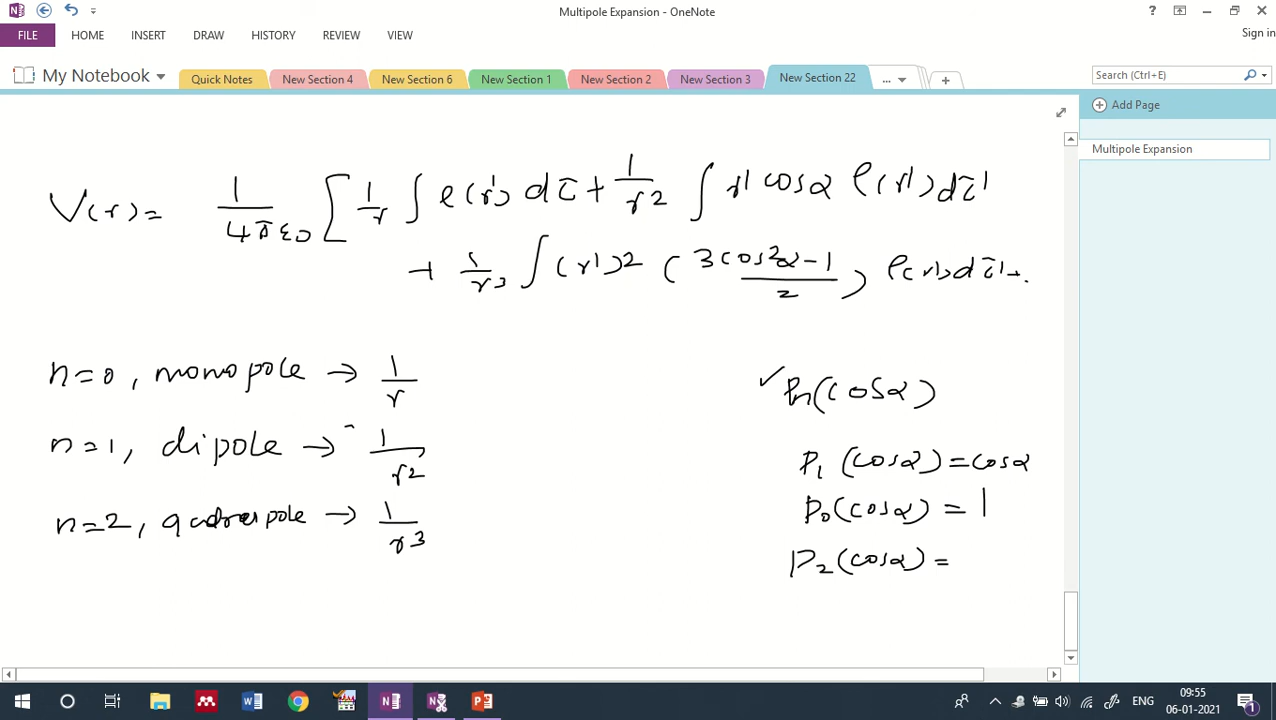 Multipole Expansion - OneNote
?
FILE HOME INSERT DRAW HISTORY REVIEW VIEW
Sign in
My Notebook Quick Notes New Section 4 New Section 6 New Section 1 New Section 2 New Section 3 New Section 22 ... +
Search (Ctrl+E)
Add Page
Multipole Expansion
V(r) = 1/4πε0 [ 1/r ∫ ρ(r') dτ + 1/r2 ∫ r' cosα ρ(r') dτ'
+ 1/r3 ∫ (r')2 (3cos2α-1/2) ρ(r') dτ' + .
n=0, monopole → 1/r
n=1, dipole → 1/r2
n=2, quadrupole → 1/r3
✓ Pn(cosα)
P1 (cosα) = cosα
P0(cosα) = 1
P2(cosα) =
ENG
09:55
06-01-2021
1